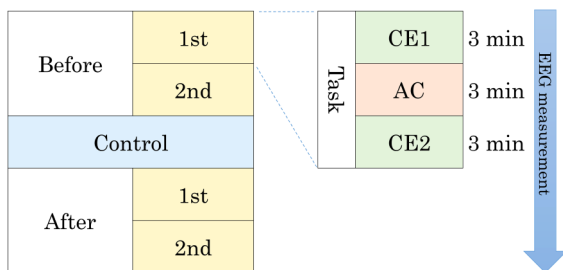 Before
1st
2nd
Control
After
1st
2nd
Task
CE1 3 min
AC 3 min
CE2 3 min
EEG measurement